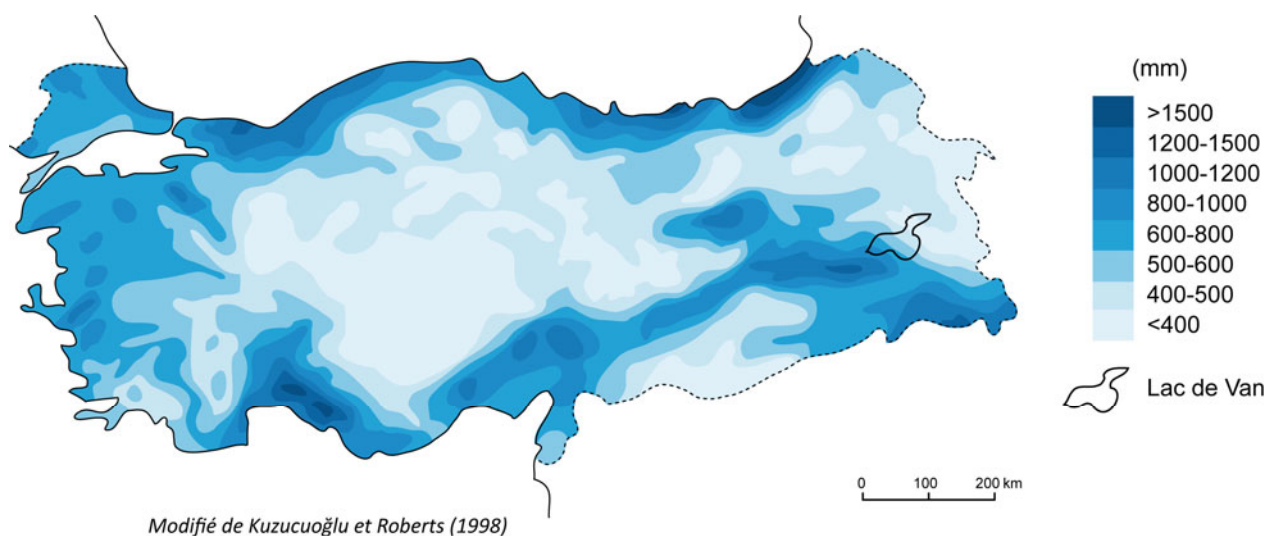 (mm)
>1500
1200-1500
1000-1200
800-1000
600-800
500-600
400-500
<400
Lac de Van
0 100 200 km
Modifié de Kuzucuoğlu et Roberts (1998)